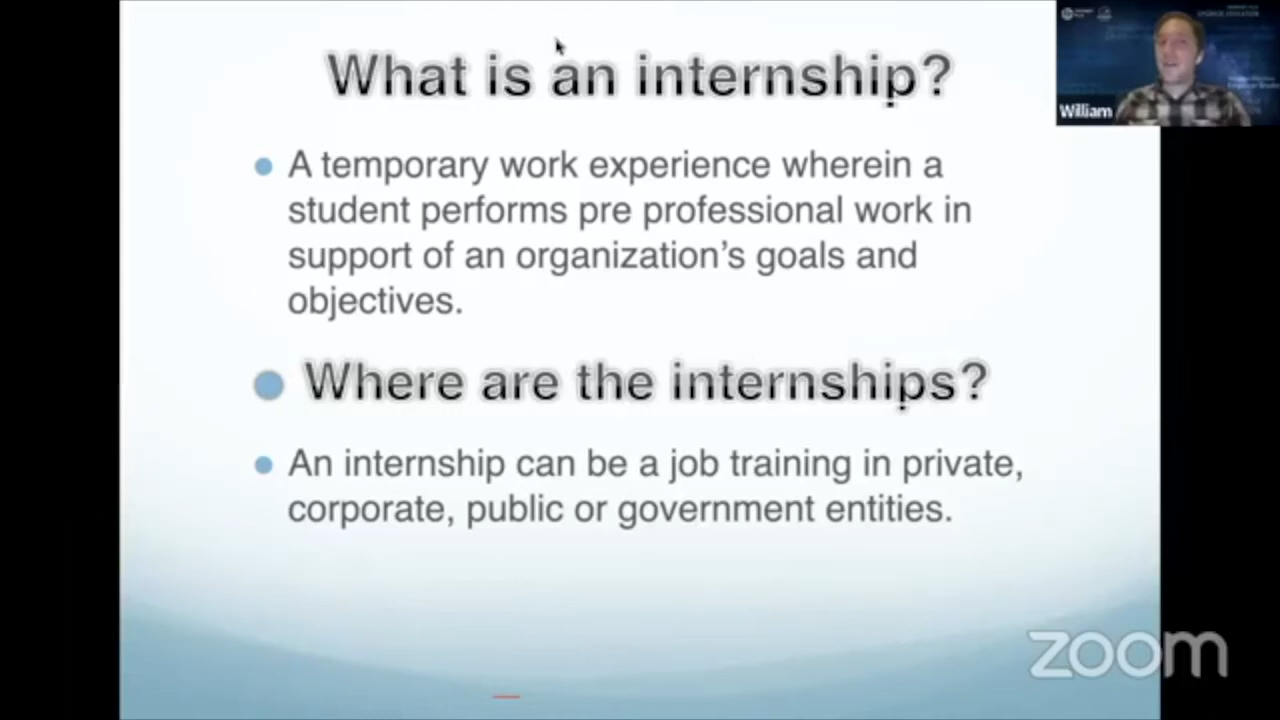 What is an internship?
A temporary work experience wherein a
student performs pre professional work in
support of an organization's goals and
objectives.
Where are the internships?
An internship can be a job training in private,
corporate, public or government entities.
William
zoom